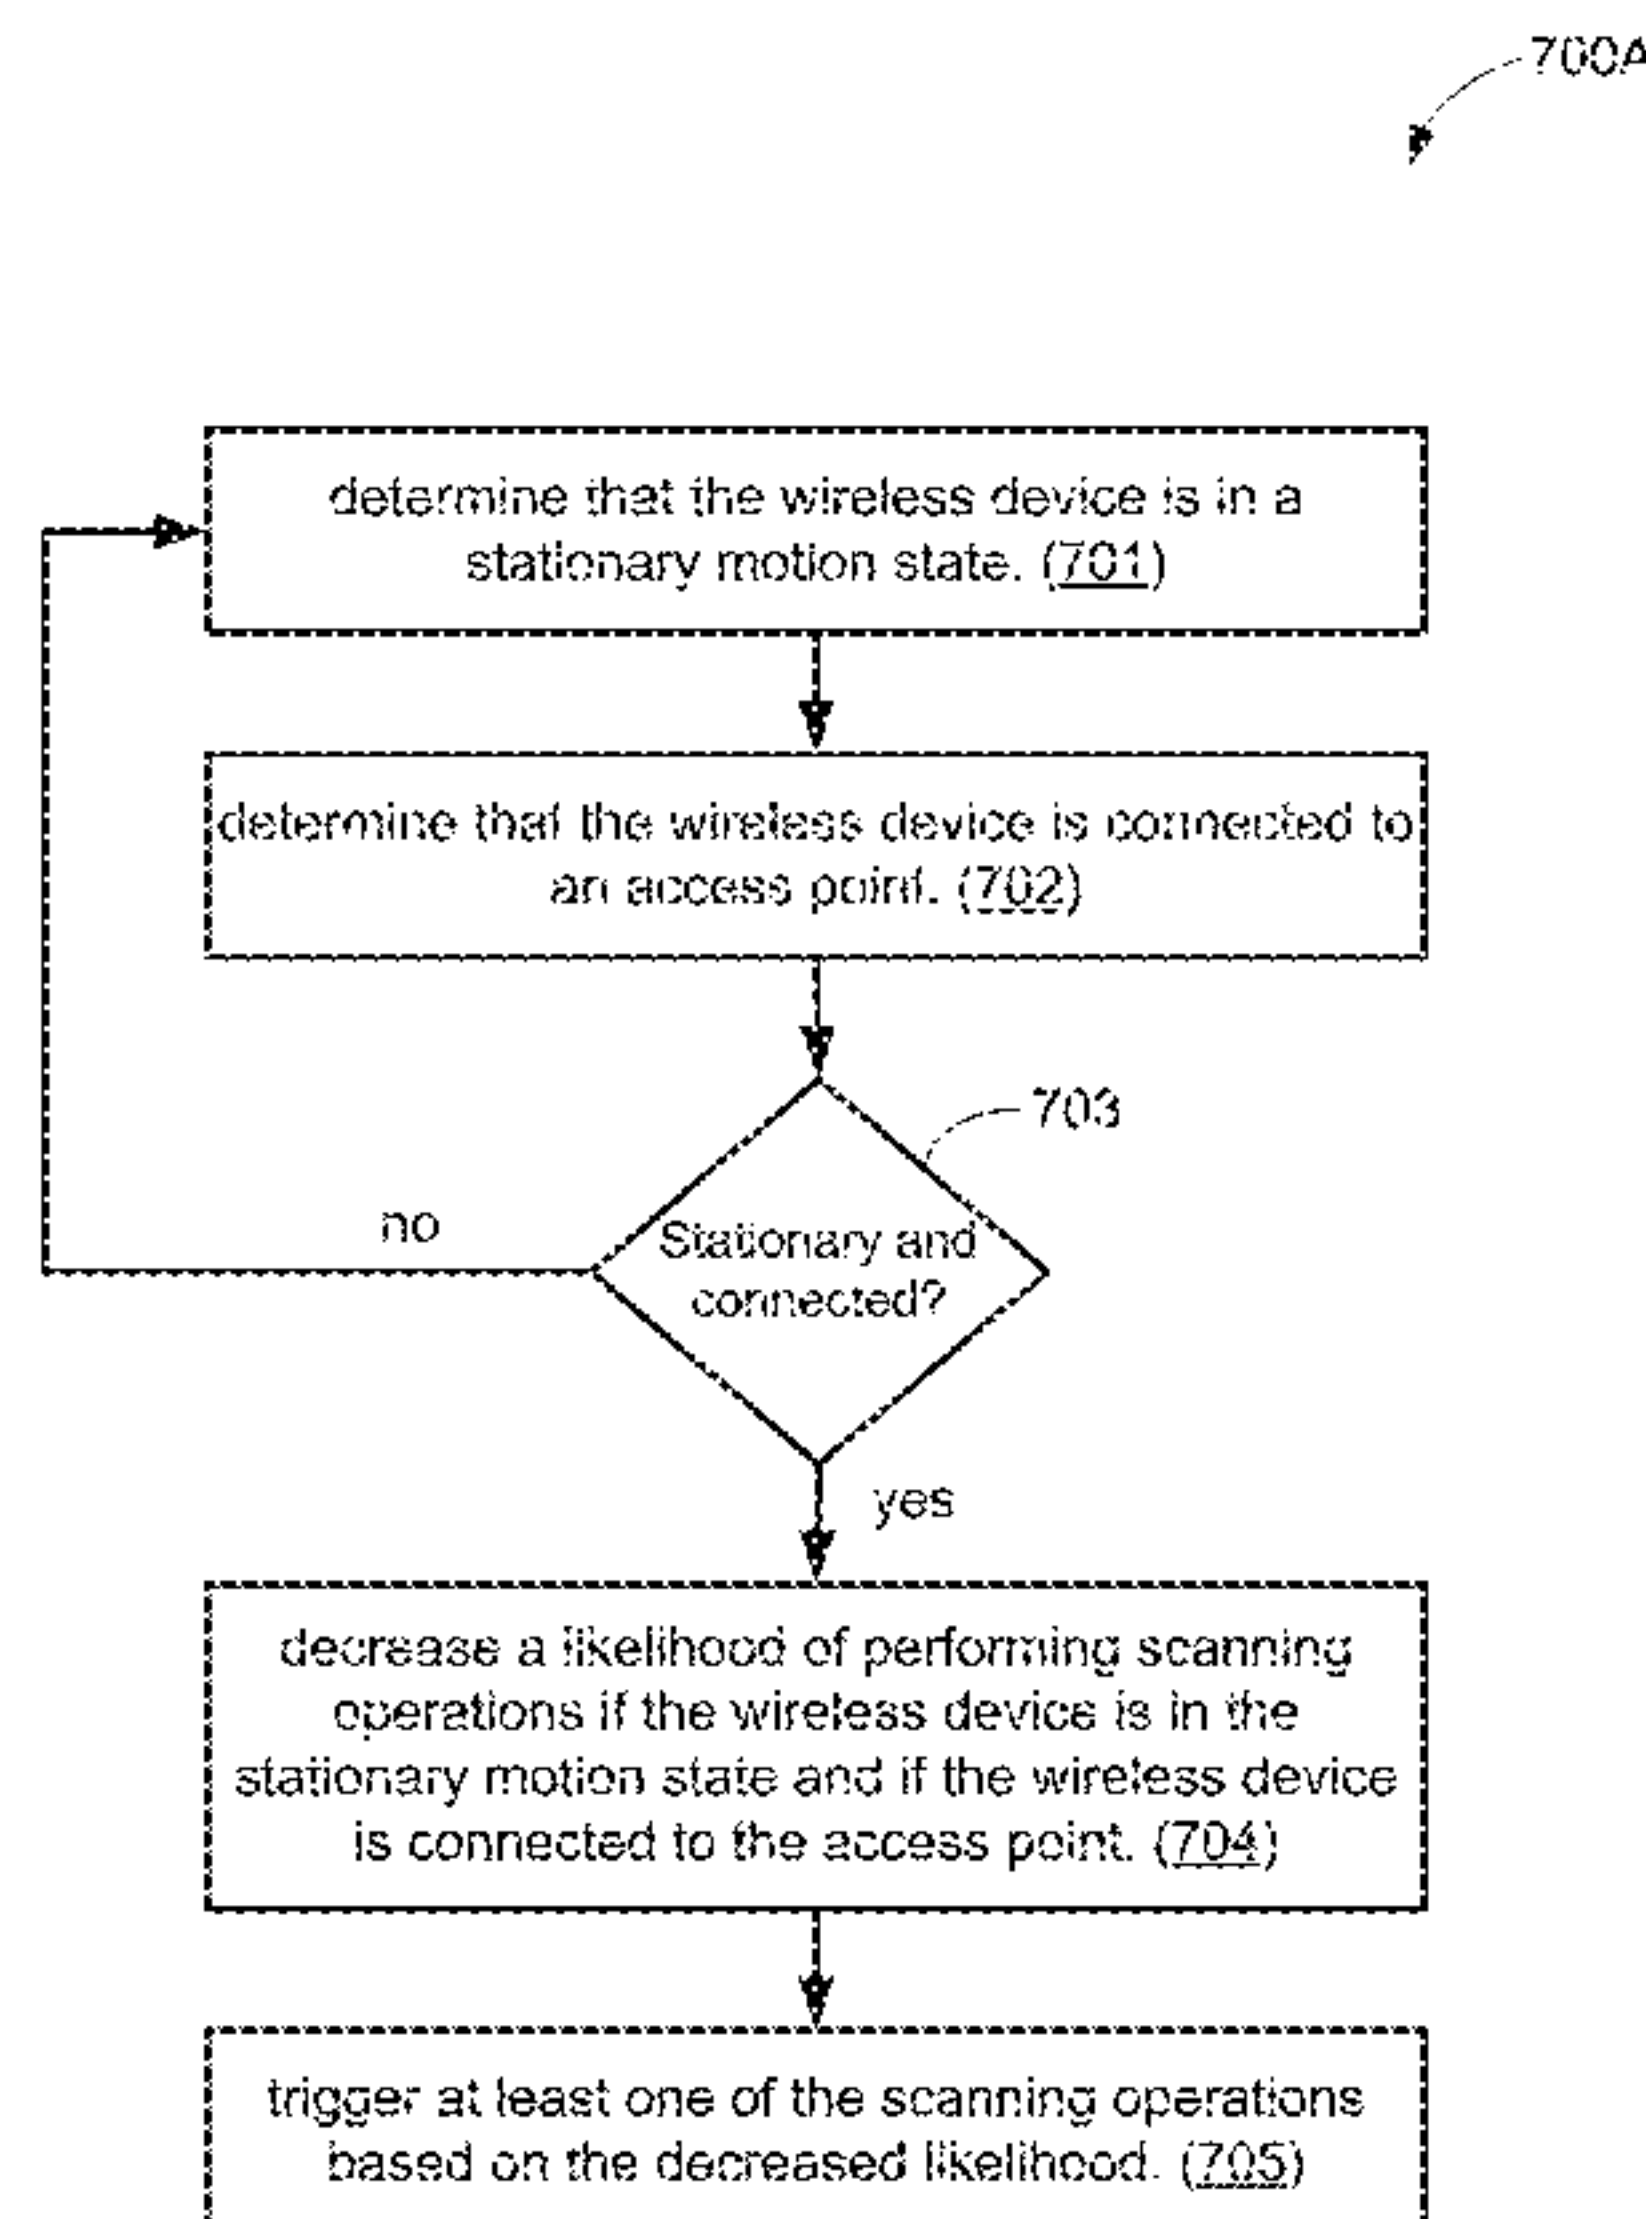 700A
determine that the wireless device is in a
stationary motion state. (701)
determine that the wireless device is connected to
an access point. (702)
703
Stationary and
connected?
no
yes
decrease a likelihood of performing scanning
operations if the wireless device is in the
stationary motion state and if the wireless device
is connected to the access point. (704)
trigger at least one of the scanning operations
based on the decreased likelihood. (705)